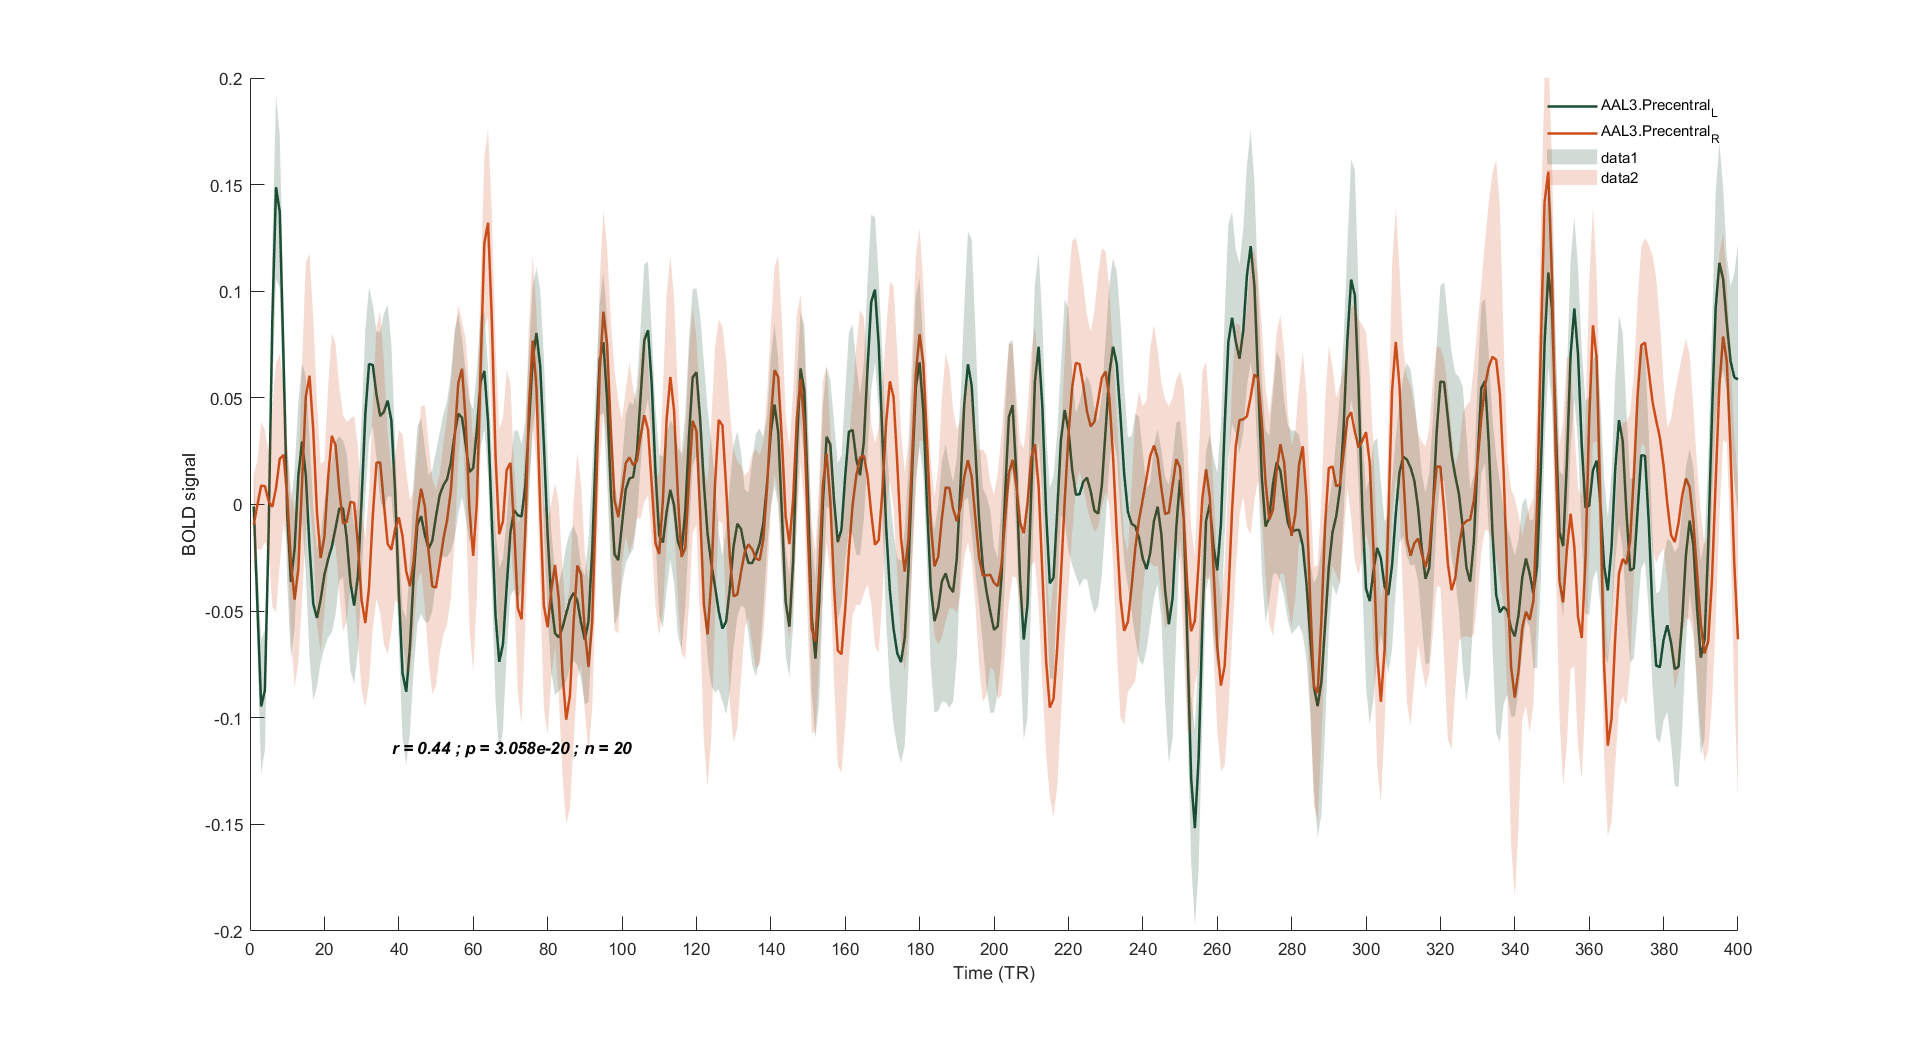 0.2
0.15
0.1
0.05
0
-0.05
-0.1
-0.15
-0.2
BOLD signal
AAL3.Precentral_L
AAL3.Precentral_R
data1
data2
r = 0.44 ; p = 3.058e-20 ; n = 20
0 20 40 60 80 100 120 140 160 180 200 220 240 260 280 300 320 340 360 380 400
Time (TR)